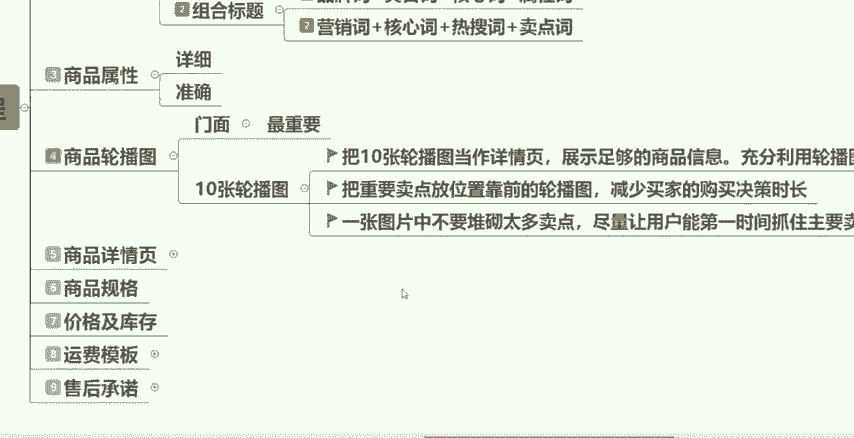 2 组合标题
2 营销词+核心词+热搜词+卖点词
3 商品属性
详细
准确
4 商品轮播图
门面
最重要
10张轮播图
把10张轮播图当作详情页，展示足够的商品信息。充分利用轮播
把重要卖点放位置靠前的轮播图，减少买家的购买决策时长
一张图片中不要堆砌太多卖点，尽量让用户能第一时间抓住主要
5 商品详情页
6 商品规格
7 价格及库存
8 运费模板
9 售后承诺